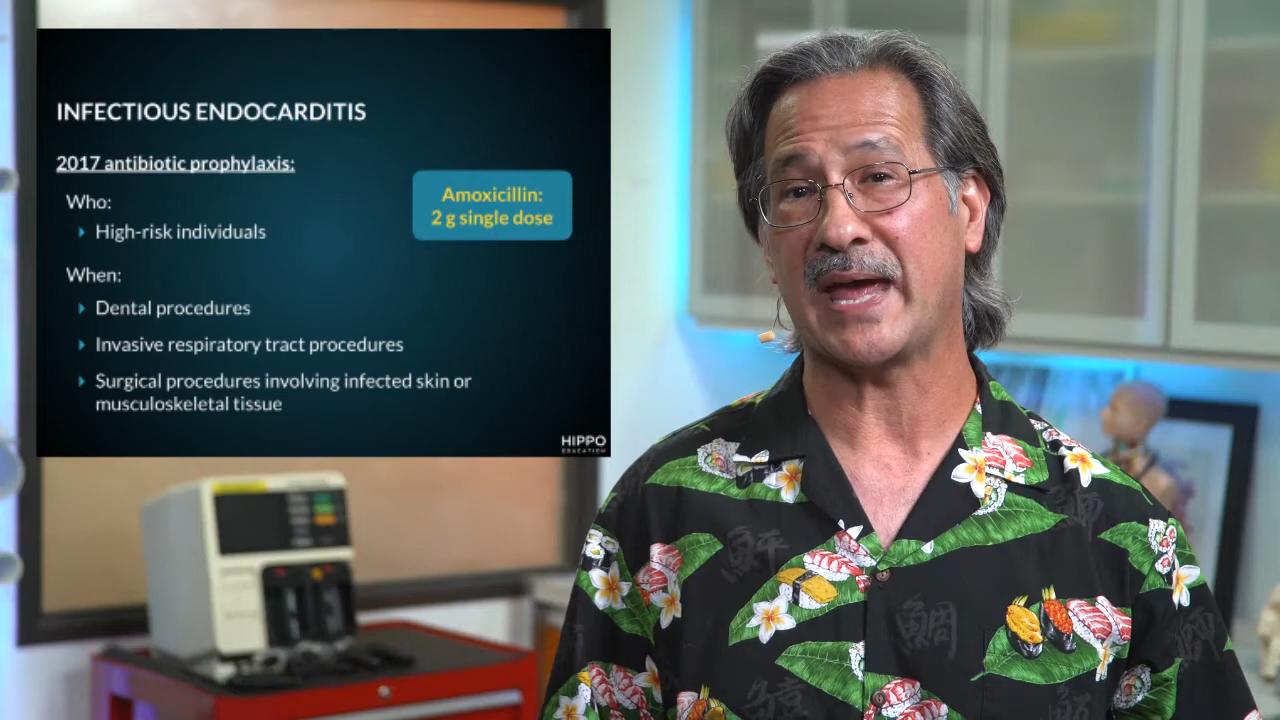 INFECTIOUS ENDOCARDITIS
2017 antibiotic prophylaxis:
Who:
High-risk individuals
When:
Dental procedures
Invasive respiratory tract procedures
Surgical procedures involving infected skin or
musculoskeletal tissue
Amoxicillin:
2 g single dose
HIPPO
EDUCATION
鯛